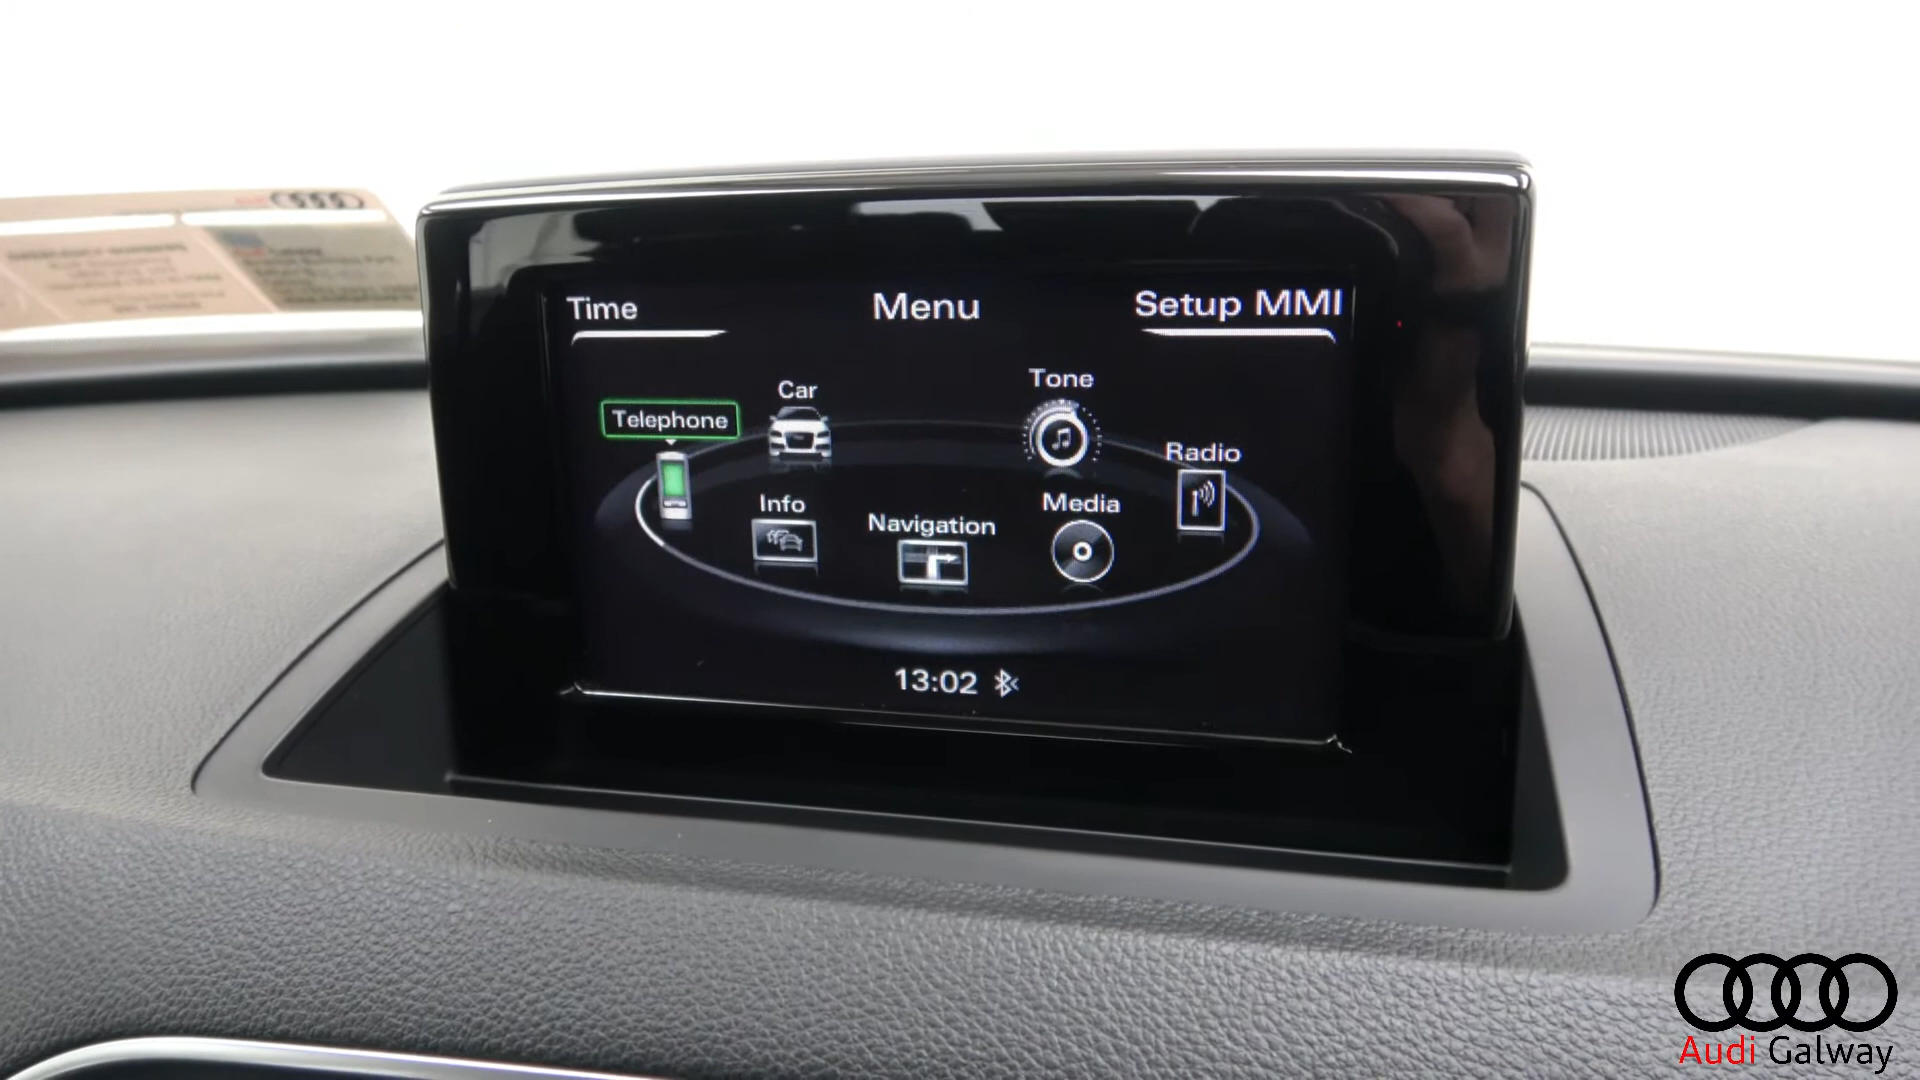 Time
Menu
Setup MMI
Car
Tone
Telephone
Radio
Info
Media
Navigation
13:02
Audi Galway